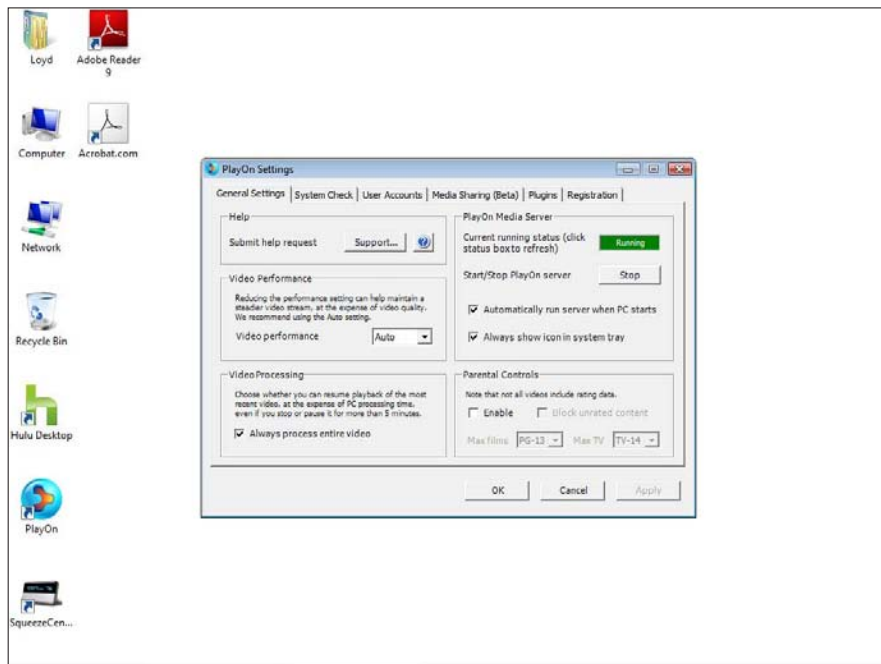 Loyd
Adobe Reader
9
Computer
Acrobat.com
Network
Recycle Bin
Hulu Desktop
PlayOn
SqueezeCen...
PlayOn Settings
General Settings
System Check
User Accounts
Media Sharing (Beta)
Plugins
Registration
Help
Submit help request
Support...
Video Performance
Reducing the performance setting can help maintain a
steadier video stream, at the expense of video quality.
We recommend using the Auto setting.
Video performance
Auto
Video Processing
Choose whether you can resume playback of the most
recent video, at the expense of PC processing time,
even if you stop or pause it for more than 5 minutes.
Always process entire video
PlayOn Media Server
Current running status (click
status box to refresh)
Running
Start/Stop PlayOn server
Stop
Automatically run server when PC starts
Always show icon in system tray
Parental Controls
Note that not all videos include rating data.
Enable
Block unrated content
Max films
PG-13
Max TV
TV-14
OK
Cancel
Apply